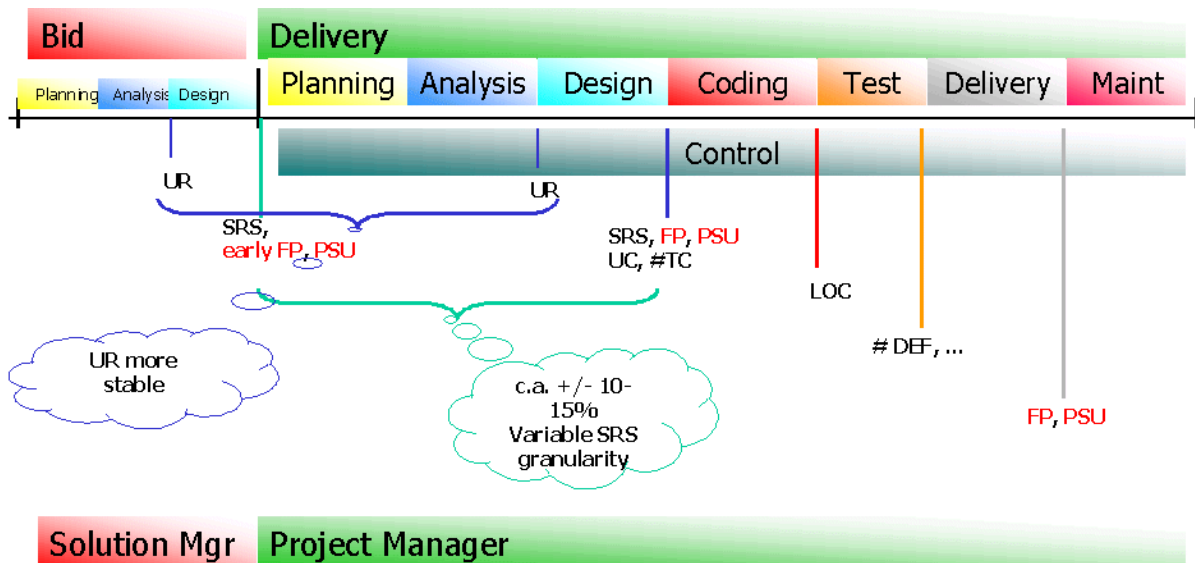 Bid
Delivery
Planning
Analysis
Design
Planning
Analysis
Design
Coding
Test
Delivery
Maint
Control
UR
UR
SRS,
early FP, PSU
SRS, FP, PSU
UC, #TC
LOC
# DEF, ...
FP, PSU
UR more
stable
c.a. +/- 10-
15%
Variable SRS
granularity
Solution Mgr
Project Manager